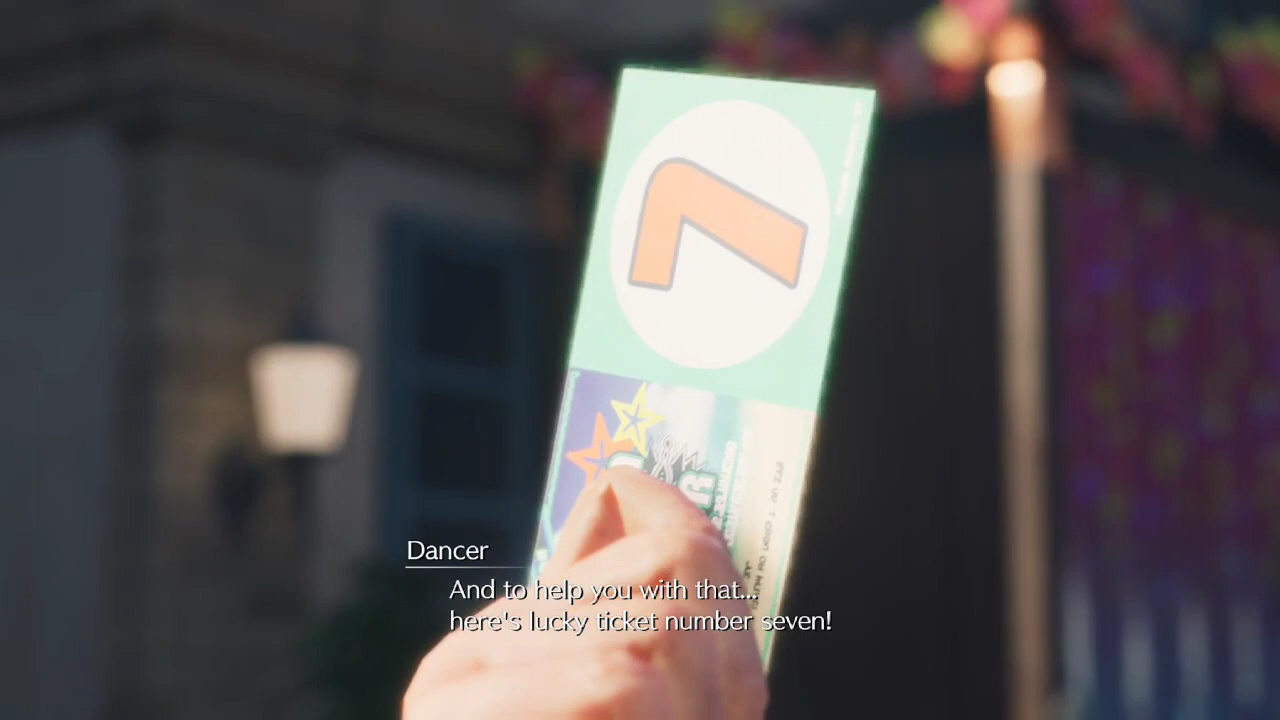 7
Dancer
And to help you with that...
here's lucky ticket number seven!